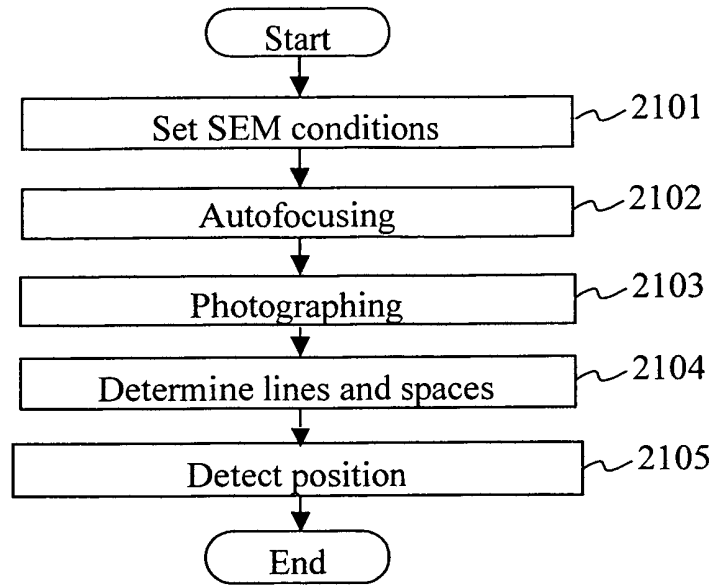 Start
Set SEM conditions 2101
Autofocusing 2102
Photographing 2103
Determine lines and spaces 2104
Detect position 2105
End